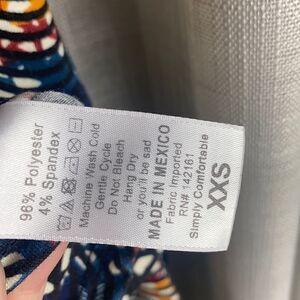 96% Polyester
4% Spandex
Machine Wash Cold
Gentle Cycle
Do Not Bleach
Hang Dry
or you'll be sad
MADE IN MEXICO
Fabric Imported
RN# 142161
Simply Comfortable
XXS